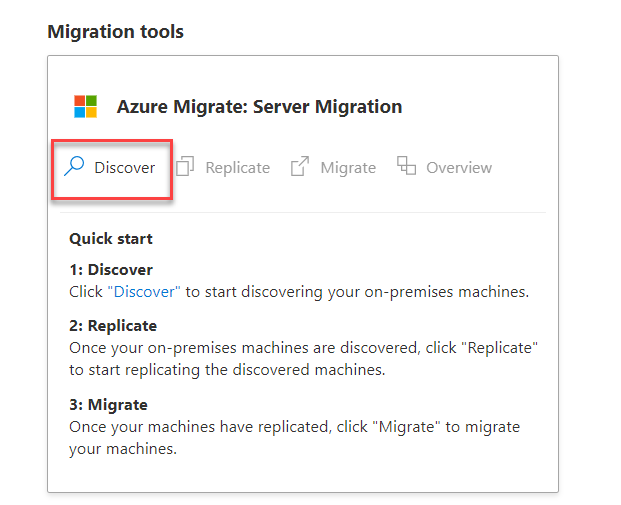 Migration tools
Azure Migrate: Server Migration
Discover Replicate Migrate Overview
Quick start
1: Discover
Click "Discover" to start discovering your on-premises machines.
2: Replicate
Once your on-premises machines are discovered, click "Replicate"
to start replicating the discovered machines.
3: Migrate
Once your machines have replicated, click "Migrate" to migrate
your machines.